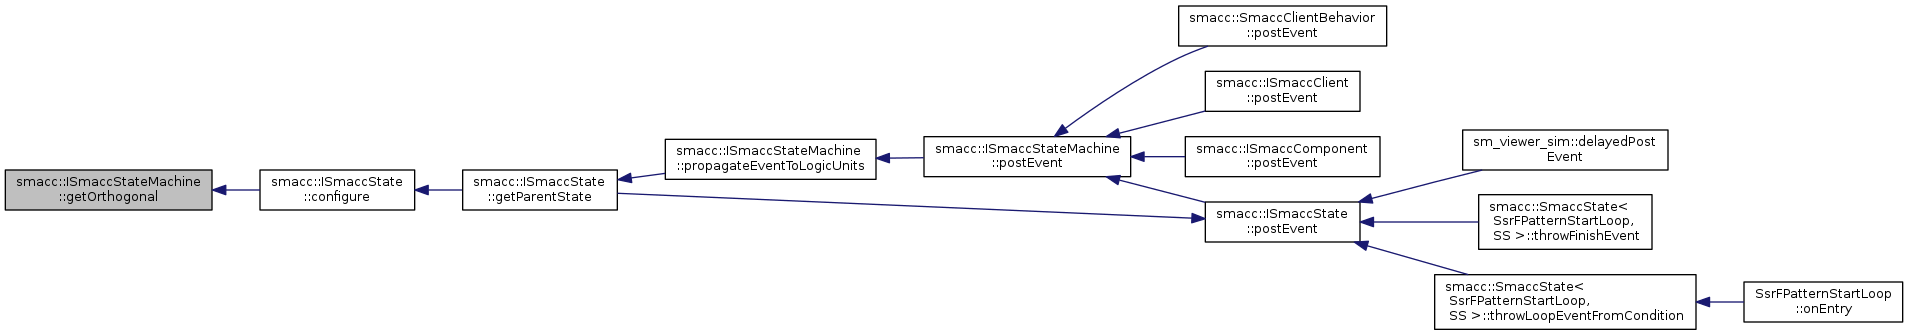 smacc::ISmaccStateMachine
::getOrthogonal
smacc::ISmaccState
::configure
smacc::ISmaccState
::getParentState
smacc::ISmaccStateMachine
::propagateEventToLogicUnits
smacc::ISmaccStateMachine
::postEvent
smacc::SmaccClientBehavior
::postEvent
smacc::ISmaccClient
::postEvent
smacc::ISmaccComponent
::postEvent
smacc::ISmaccState
::postEvent
sm_viewer_sim::delayedPost
Event
smacc::SmaccState<
SsrFPatternStartLoop,
SS >::throwFinishEvent
smacc::SmaccState<
SsrFPatternStartLoop,
SS >::throwLoopEventFromCondition
SsrFPatternStartLoop
::onEntry